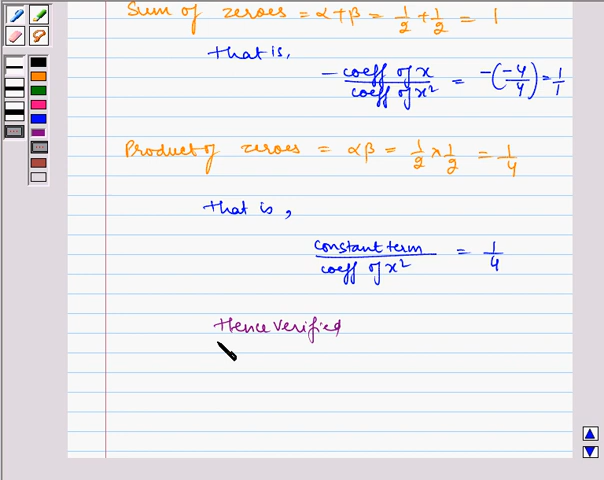 Sum of zeroes = α+β = 1/2 + 1/2 = 1
That is,
-coeff of x / coeff of x² = -(-4/4) = 1/1
Product of zeroes = αβ = 1/2 × 1/2 = 1/4
That is,
constant term / coeff of x² = 1/4
Hence verified